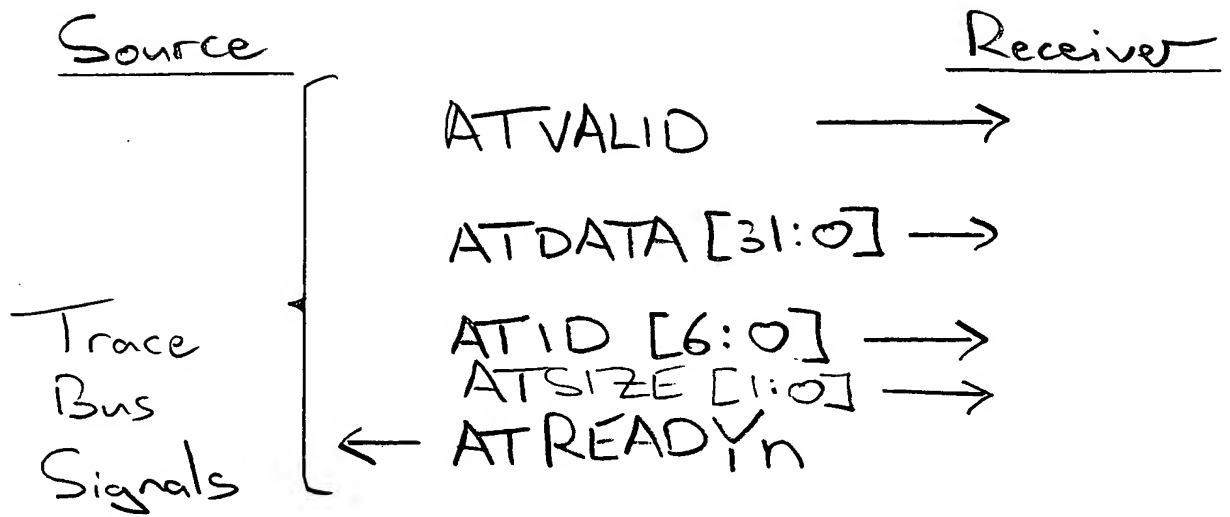 Source Receiver
ATVALID
ATDATA [31:0]
ATID [6:0]
ATSIZE [1:0]
ATREADYn
Trace
Bus
Signals